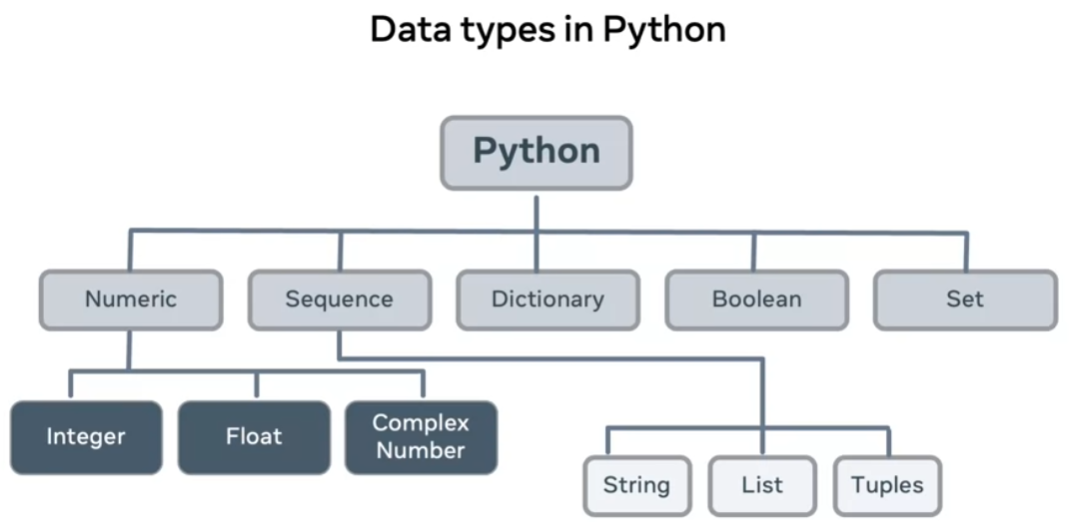 Data types in Python
Python
Numeric
Sequence
Dictionary
Boolean
Set
Integer
Float
Complex
Number
String
List
Tuples